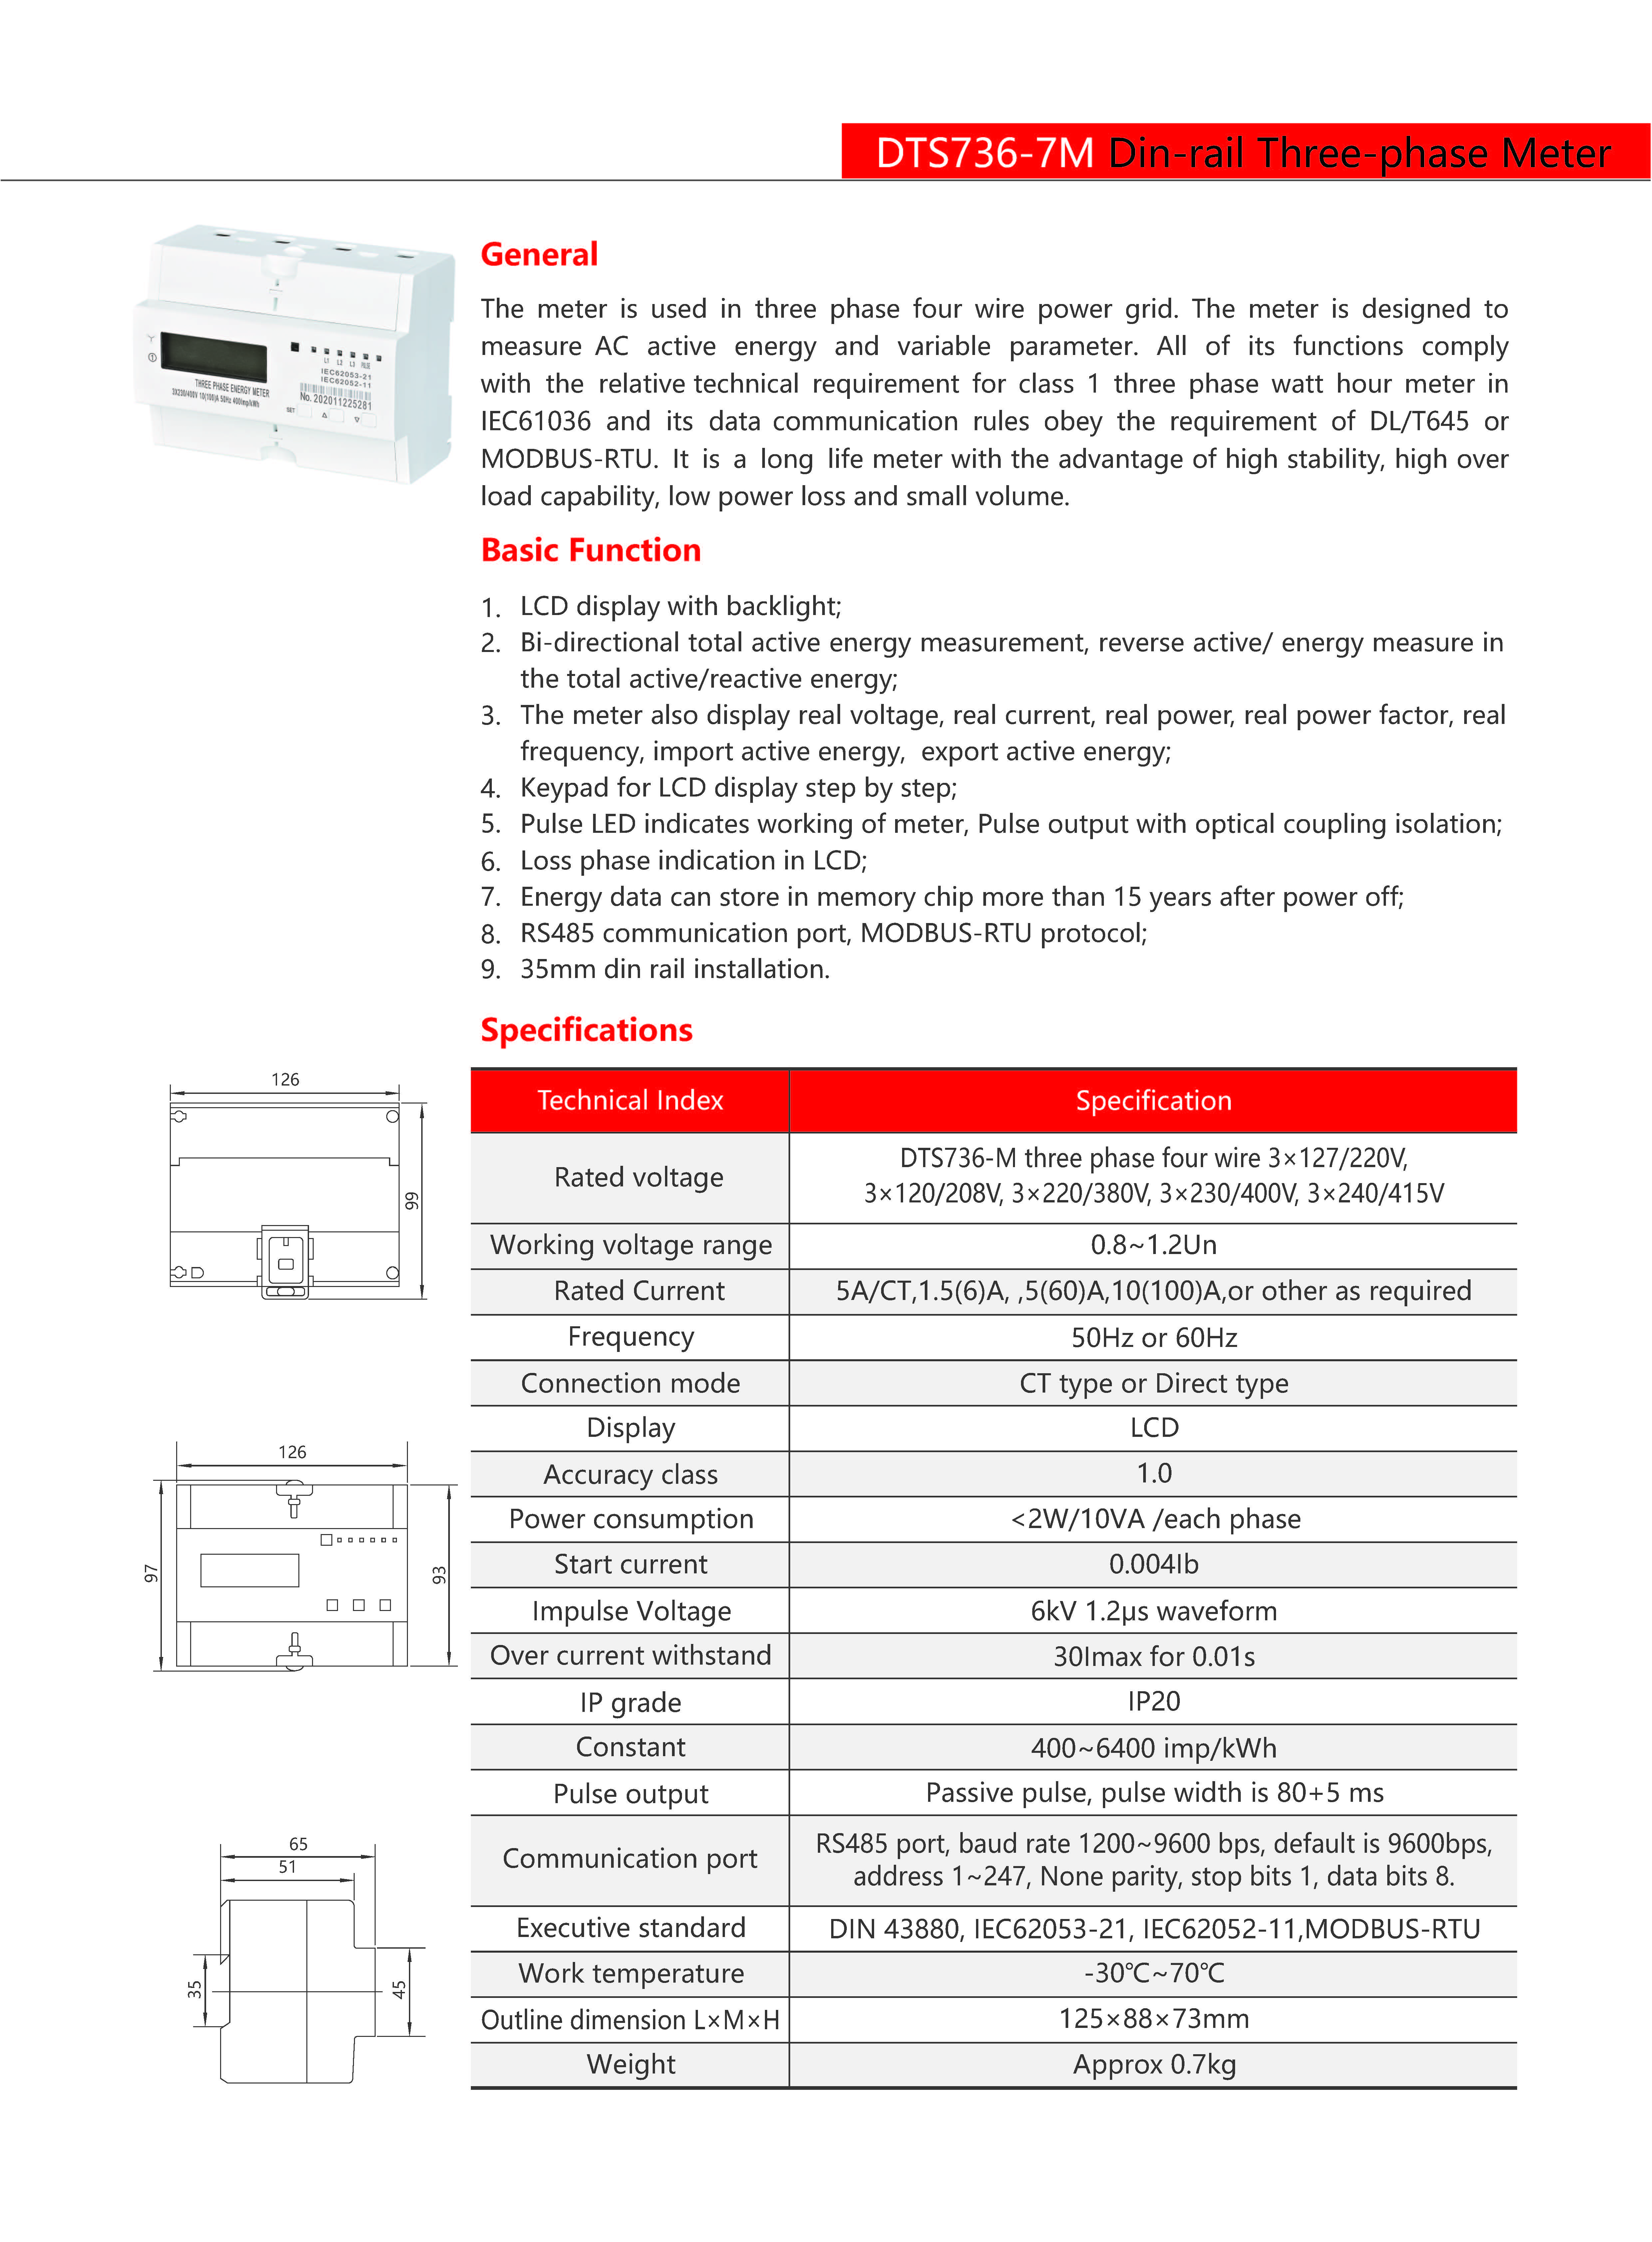 DTS736-7M Din-rail Three-phase Meter
General
The meter is used in three phase four wire power grid. The meter is designed to
measure AC active energy and variable parameter. All of its functions comply
with the relative technical requirement for class 1 three phase watt hour meter in
IEC61036 and its data communication rules obey the requirement of DL/T645 or
MODBUS-RTU. It is a long life meter with the advantage of high stability, high over
load capability, low power loss and small volume.
L1 L2 L3 PULSE
IEC62053-21
IEC62052-11
THREE PHASE ENERGY METER
3X230/400V 10(100)A 50Hz 400imp/kWh
No. 202011225281
SET
Basic Function
1. LCD display with backlight;
2. Bi-directional total active energy measurement, reverse active/ energy measure in
the total active/reactive energy;
3. The meter also display real voltage, real current, real power, real power factor, real
frequency, import active energy, export active energy;
4. Keypad for LCD display step by step;
5. Pulse LED indicates working of meter, Pulse output with optical coupling isolation;
6. Loss phase indication in LCD;
7. Energy data can store in memory chip more than 15 years after power off;
8. RS485 communication port, MODBUS-RTU protocol;
9. 35mm din rail installation.
Specifications
Technical Index Specification
Rated voltage DTS736-M three phase four wire 3×127/220V,
3×120/208V, 3×220/380V, 3×230/400V, 3×240/415V
Working voltage range 0.8~1.2Un
Rated Current 5A/CT,1.5(6)A, ,5(60)A,10(100)A,or other as required
Frequency 50Hz or 60Hz
Connection mode CT type or Direct type
Display LCD
Accuracy class 1.0
Power consumption <2W/10VA /each phase
Start current 0.004Ib
Impulse Voltage 6kV 1.2μs waveform
Over current withstand 30Imax for 0.01s
IP grade IP20
Constant 400~6400 imp/kWh
Pulse output Passive pulse, pulse width is 80+5 ms
Communication port RS485 port, baud rate 1200~9600 bps, default is 9600bps,
address 1~247, None parity, stop bits 1, data bits 8.
Executive standard DIN 43880, IEC62053-21, IEC62052-11,MODBUS-RTU
Work temperature -30℃~70℃
Outline dimension L×M×H 125×88×73mm
Weight Approx 0.7kg
126
99
126
97
93
65
51
35
45